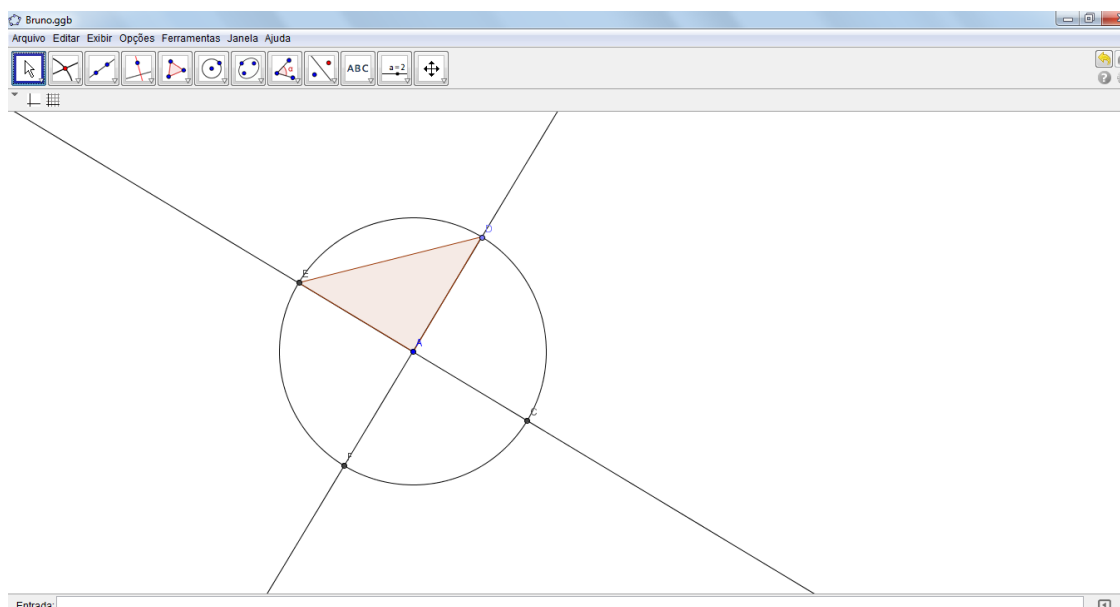 Bruno.ggb
Arquivo Editar Exibir Opções Ferramentas Janela Ajuda
ABC
a=2
α
D
E
A
C
F
Entrada: